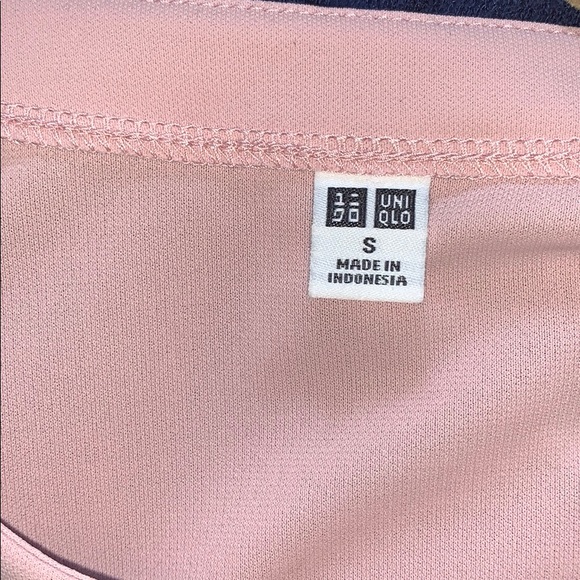 ユニ UNI
クロ QLO
S
MADE IN
INDONESIA